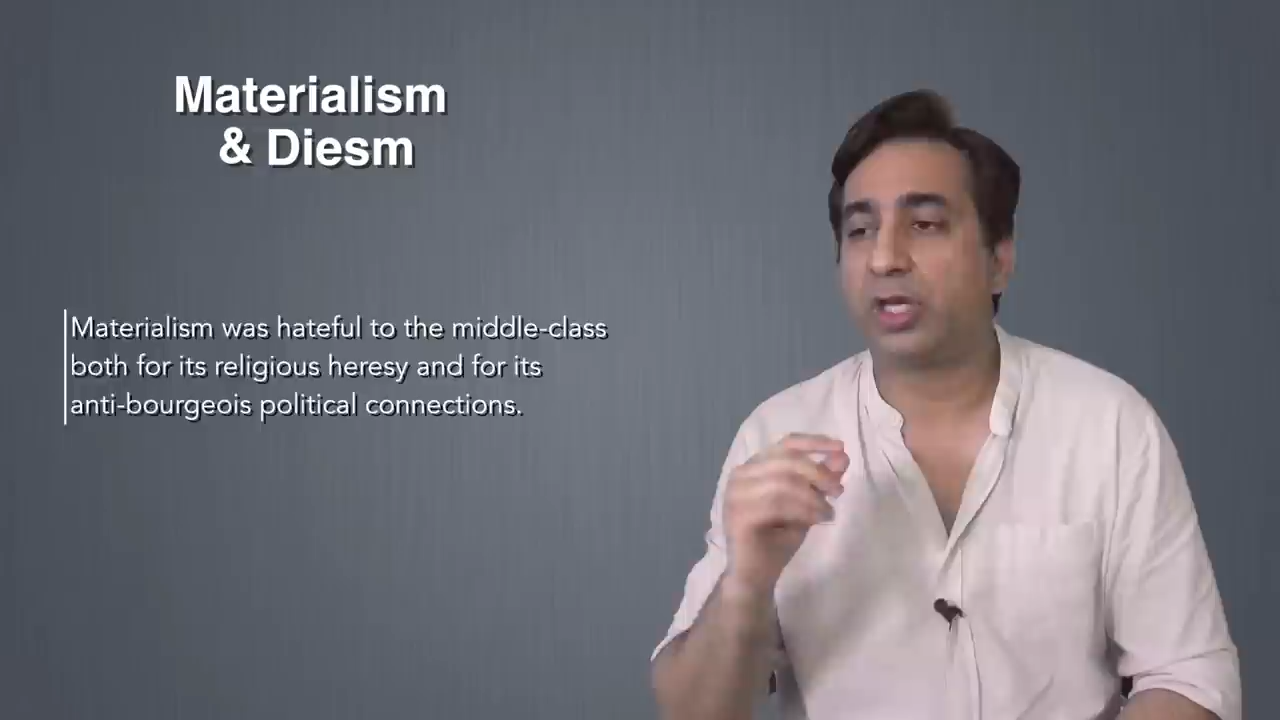 Materialism
& Diesm
Materialism was hateful to the middle-class
both for its religious heresy and for its
anti-bourgeois political connections.